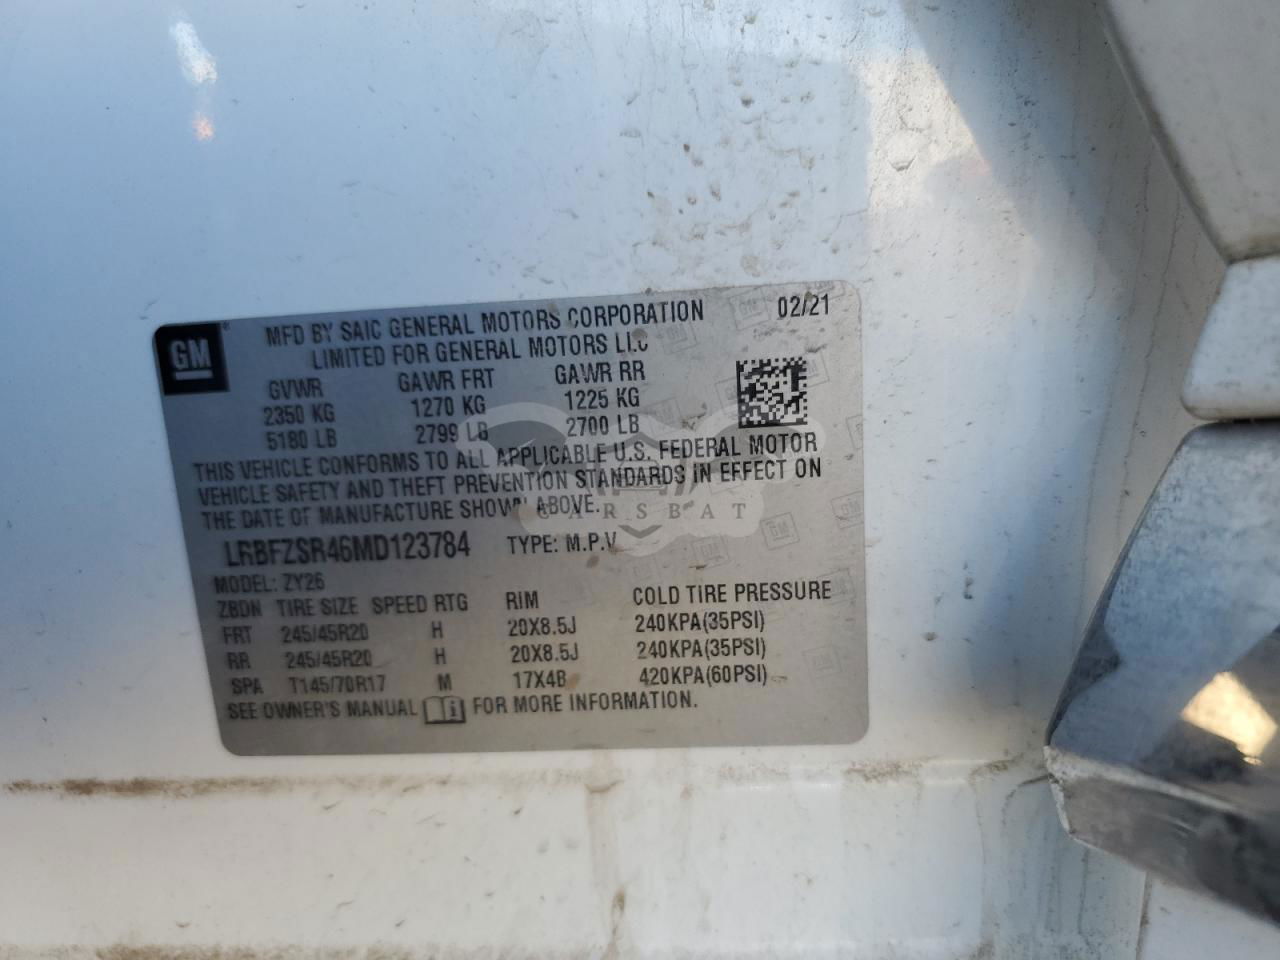 GM
MFD BY SAIC GENERAL MOTORS CORPORATION 02/21
LIMITED FOR GENERAL MOTORS LLC
GVWR GAWR FRT GAWR RR
2350 KG 1270 KG 1225 KG
5180 LB 2799 LB 2700 LB
THIS VEHICLE CONFORMS TO ALL APPLICABLE U.S. FEDERAL MOTOR
VEHICLE SAFETY AND THEFT PREVENTION STANDARDS IN EFFECT ON
THE DATE OF MANUFACTURE SHOWN ABOVE.
CARSBAT
LRBFZSR46MD123784 TYPE: M.P.V
MODEL: ZY26
ZBDN TIRE SIZE SPEED RTG RIM COLD TIRE PRESSURE
FRT 245/45R20 H 20X8.5J 240KPA(35PSI)
RR 245/45R20 H 20X8.5J 240KPA(35PSI)
SPA T145/70R17 M 17X4B 420KPA(60PSI)
SEE OWNER'S MANUAL FOR MORE INFORMATION.